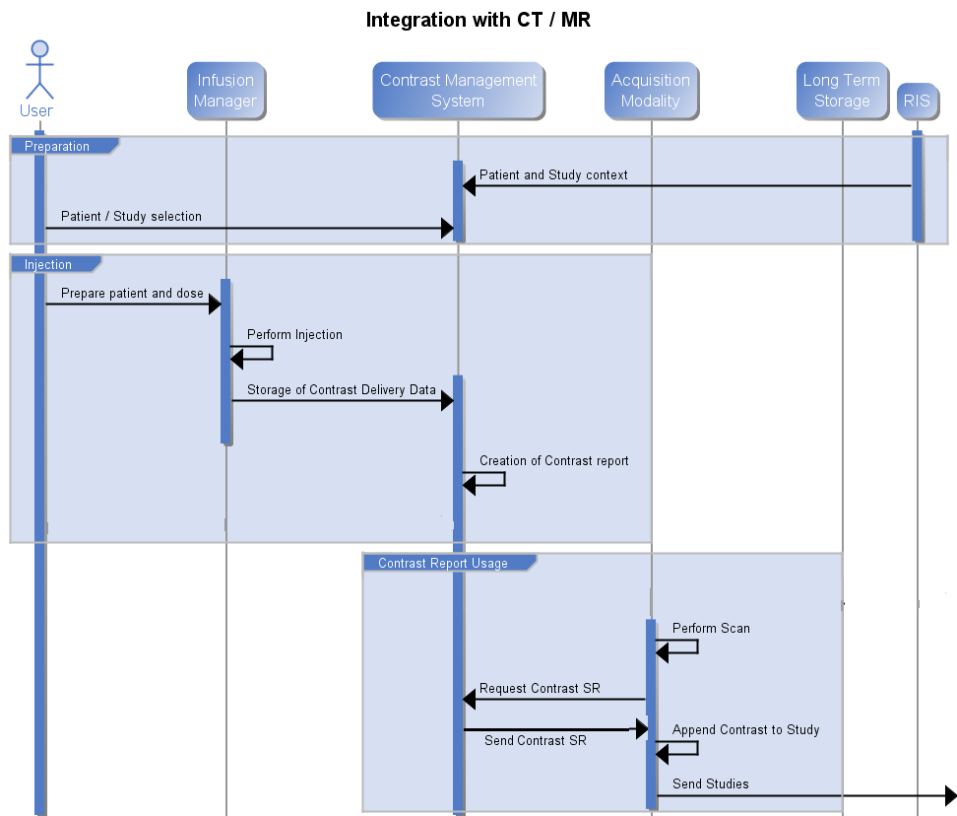 Integration with CT / MR
User
Infusion
Manager
Contrast Management
System
Acquisition
Modality
Long Term
Storage
RIS
Preparation
Patient and Study context
Patient / Study selection
Injection
Prepare patient and dose
Perform Injection
Storage of Contrast Delivery Data
Creation of Contrast report
Contrast Report Usage
Perform Scan
Request Contrast SR
Send Contrast SR
Append Contrast to Study
Send Studies